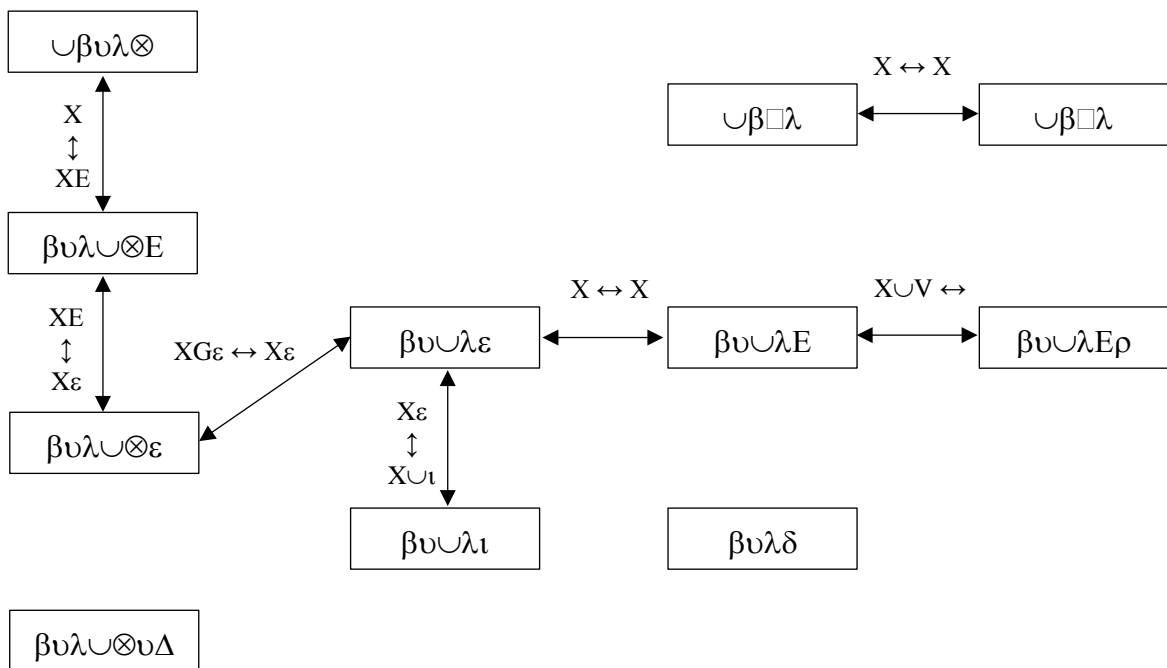 ∪βυλ⊗
X ↔ X
∪β□λ
∪β□λ
X
↕
XE
βυλ∪⊗E
X ↔ X
X∪V ↔
XE
↕
Xε
XGε ↔ Xε
βυ∪λε
βυ∪λE
βυ∪λEρ
βυλ∪⊗ε
Xε
↕
X∪ι
βυ∪λι
βυλδ
βυλ∪⊗υΔ